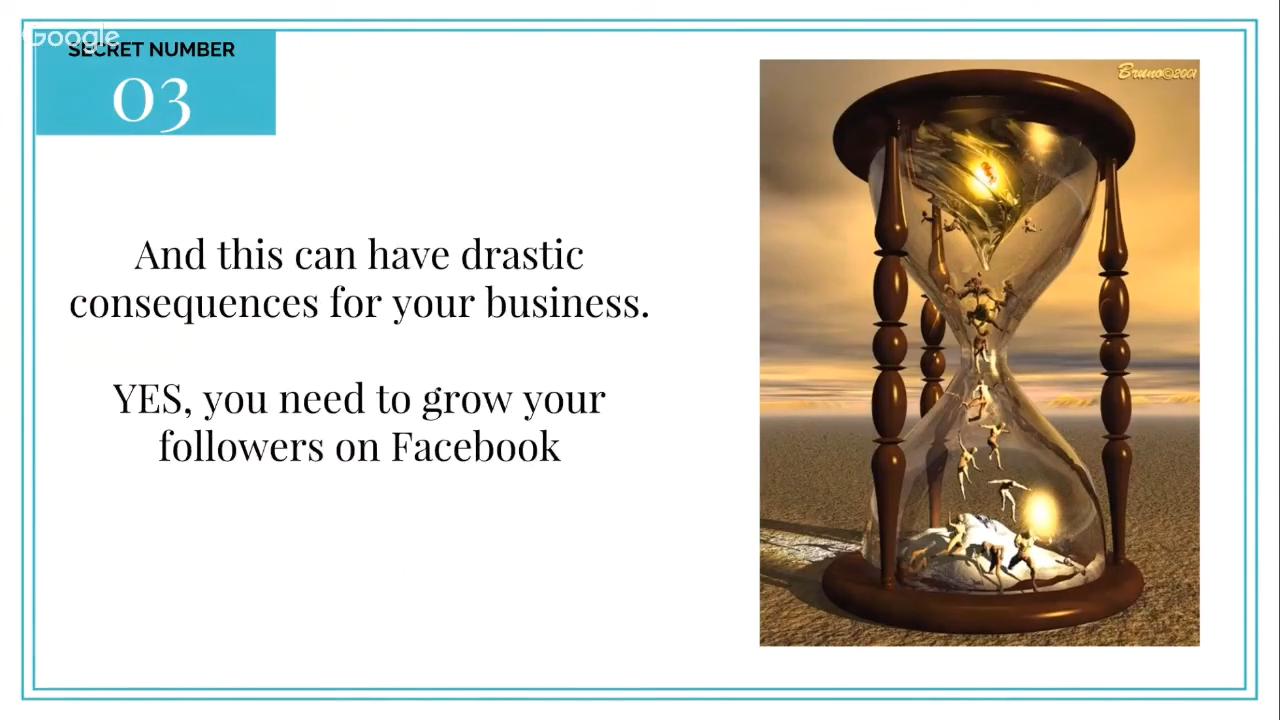 Google
SECRET NUMBER
03
Bruno©2001
And this can have drastic
consequences for your business.
YES, you need to grow your
followers on Facebook